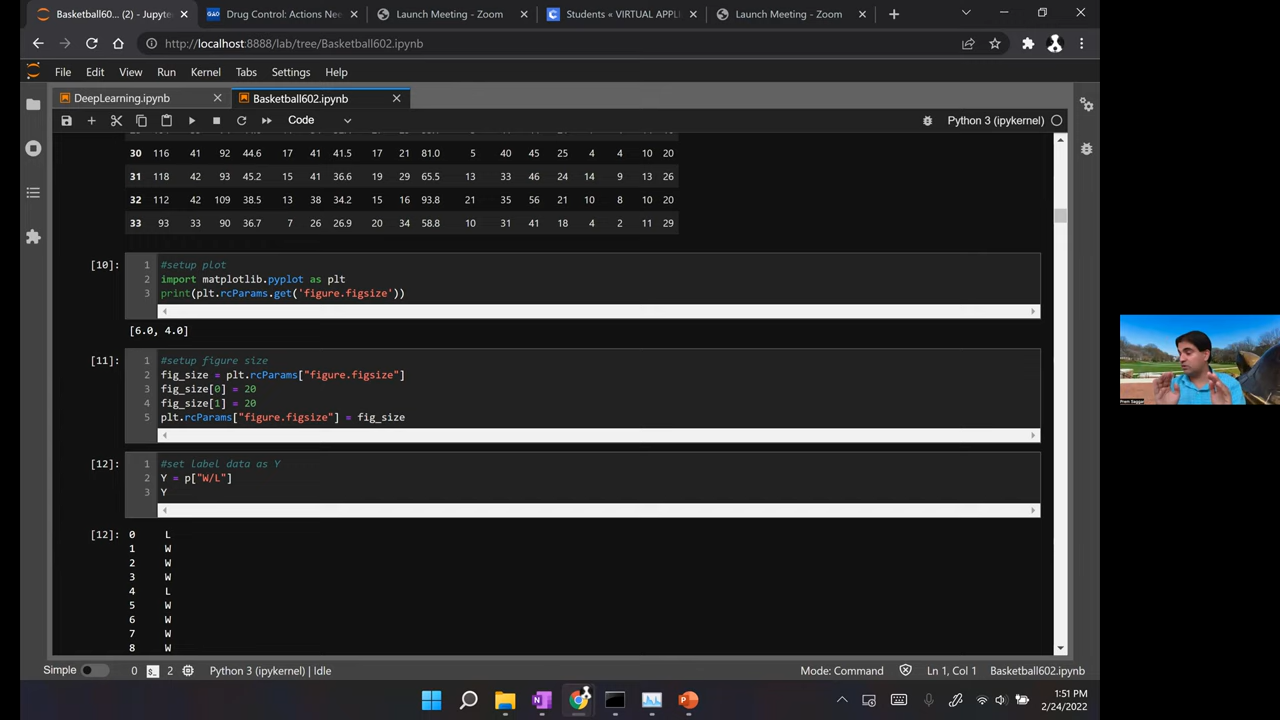 Basketball60... (2) - Jupyter
Drug Control: Actions Nee
Launch Meeting - Zoom
Students « VIRTUAL APPLI
Launch Meeting - Zoom
http://localhost:8888/lab/tree/Basketball602.ipynb
File Edit View Run Kernel Tabs Settings Help
DeepLearning.ipynb
Basketball602.ipynb
Code
Python 3 (ipykernel)
30 116 41 92 44.6 17 41 41.5 17 21 81.0 5 40 45 25 4 4 10 20
31 118 42 93 45.2 15 41 36.6 19 29 65.5 13 33 46 24 14 9 13 26
32 112 42 109 38.5 13 38 34.2 15 16 93.8 21 35 56 21 10 8 10 20
33 93 33 90 36.7 7 26 26.9 20 34 58.8 10 31 41 18 4 2 11 29
[10]: 1 #setup plot
2 import matplotlib.pyplot as plt
3 print(plt.rcParams.get('figure.figsize'))
[6.0, 4.0]
[11]: 1 #setup figure size
2 fig_size = plt.rcParams["figure.figsize"]
3 fig_size[0] = 20
4 fig_size[1] = 20
5 plt.rcParams["figure.figsize"] = fig_size
[12]: 1 #set label data as Y
2 Y = p["W/L"]
3 Y
[12]: 0 L
1 W
2 W
3 W
4 L
5 W
6 W
7 W
8 W
Simple 0 2 Python 3 (ipykernel) | Idle
Mode: Command
Ln 1, Col 1
Basketball602.ipynb
1:51 PM
2/24/2022